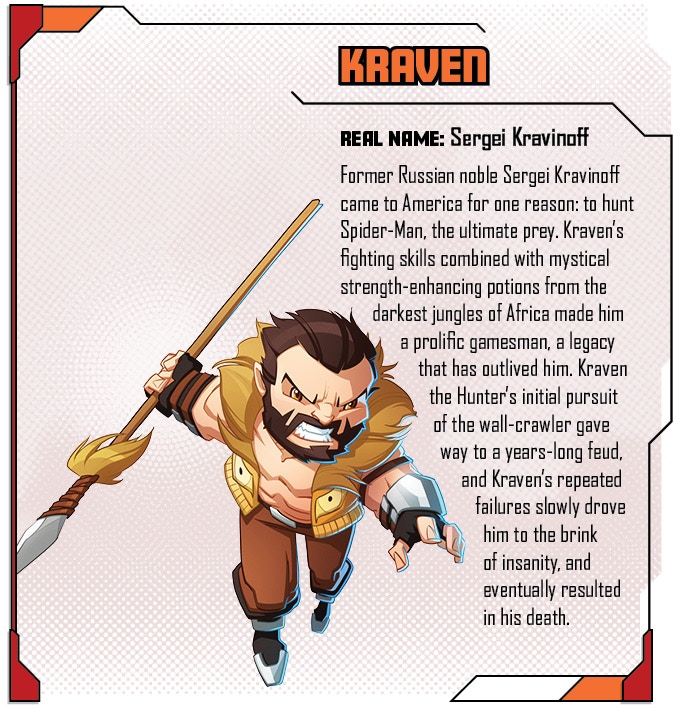 KRAVEN
REAL NAME: Sergei Kravinoff
Former Russian noble Sergei Kravinoff
came to America for one reason: to hunt
Spider-Man, the ultimate prey. Kraven's
fighting skills combined with mystical
strength-enhancing potions from the
darkest jungles of Africa made him
a prolific gamesman, a legacy
that has outlived him. Kraven
the Hunter's initial pursuit
of the wall-crawler gave
way to a years-long feud,
and Kraven's repeated
failures slowly drove
him to the brink
of insanity, and
eventually resulted
in his death.